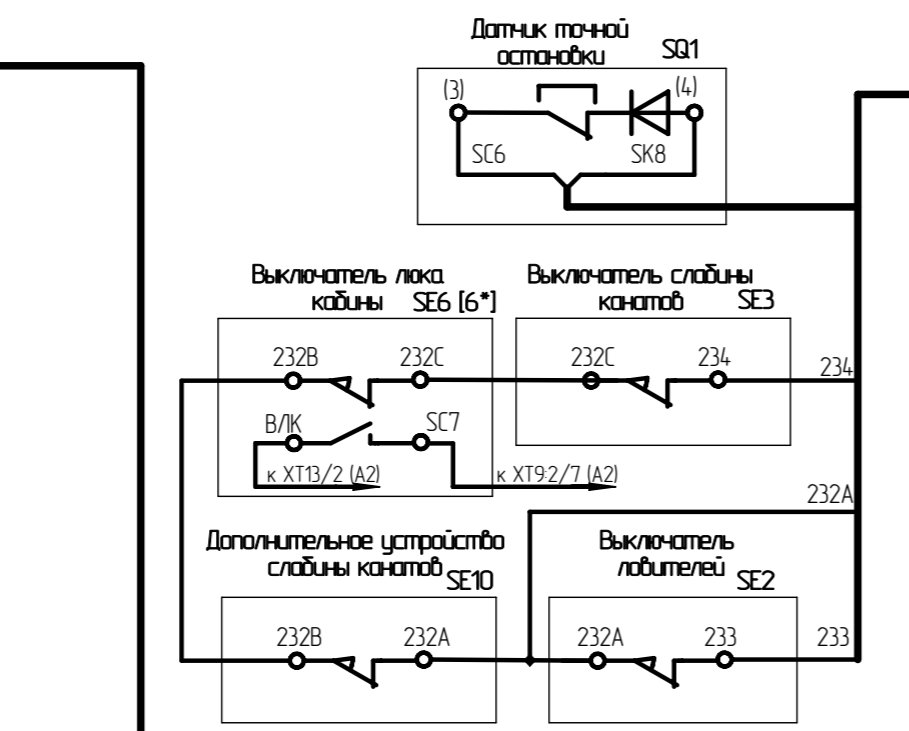 Датчик точной
остановки
SQ1
(3)
(4)
SC6
SK8
Выключатель люка
кабины
SE6 [6*]
Выключатель слабины
канатов
SE3
232B
232C
232C
234
234
ВЛК
SC7
к XT13/2 (A2)
к XT9:2/7 (A2)
232A
Дополнительное устройство
слабины канатов
SE10
Выключатель
ловителей
SE2
232B
232A
232A
233
233